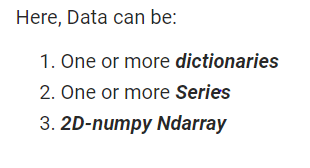 Here, Data can be:
1. One or more dictionaries
2. One or more Series
3. 2D-numpy Ndarray